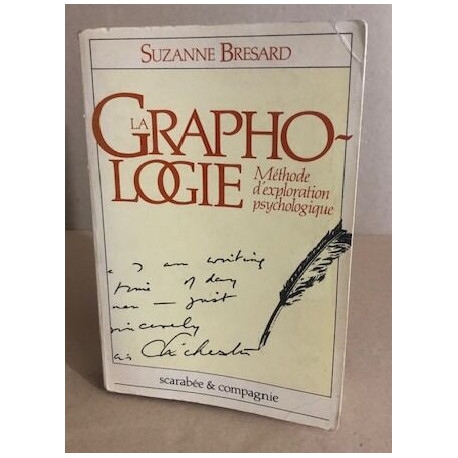 SUZANNE BRESARD
LA GRAPHO-
LOGIE
Méthode
d'exploration
psychologique
am writing
time of day
just
sincerely
scarabée & compagnie